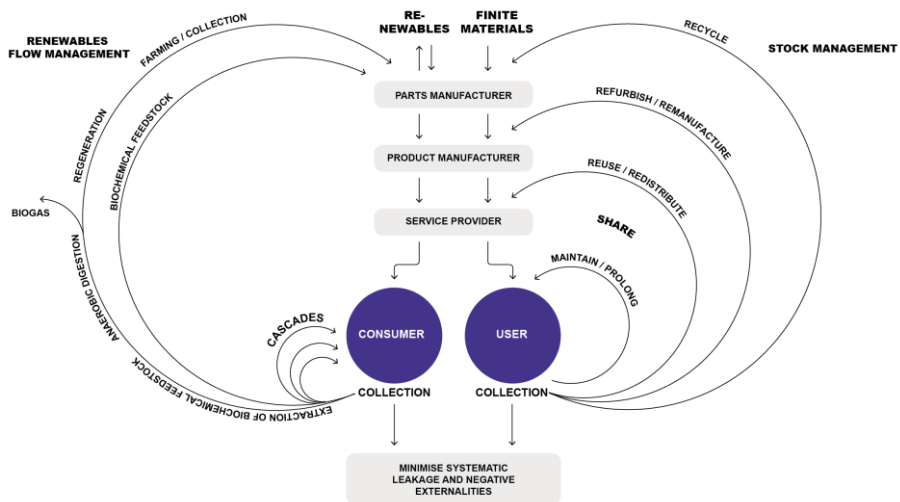 RENEWABLES
FLOW MANAGEMENT
FARMING / COLLECTION
RE-
NEWABLES
FINITE
MATERIALS
RECYCLE
STOCK MANAGEMENT
PARTS MANUFACTURER
REFURBISH / REMANUFACTURE
REGENERATION
BIOCHEMICAL FEEDSTOCK
PRODUCT MANUFACTURER
REUSE / REDISTRIBUTE
BIOGAS
SERVICE PROVIDER
SHARE
ANAEROBIC DIGESTION
MAINTAIN / PROLONG
CASCADES
CONSUMER
USER
EXTRACTION OF BIOCHEMICAL FEEDSTOCK
COLLECTION
COLLECTION
MINIMISE SYSTEMATIC
LEAKAGE AND NEGATIVE
EXTERNALITIES